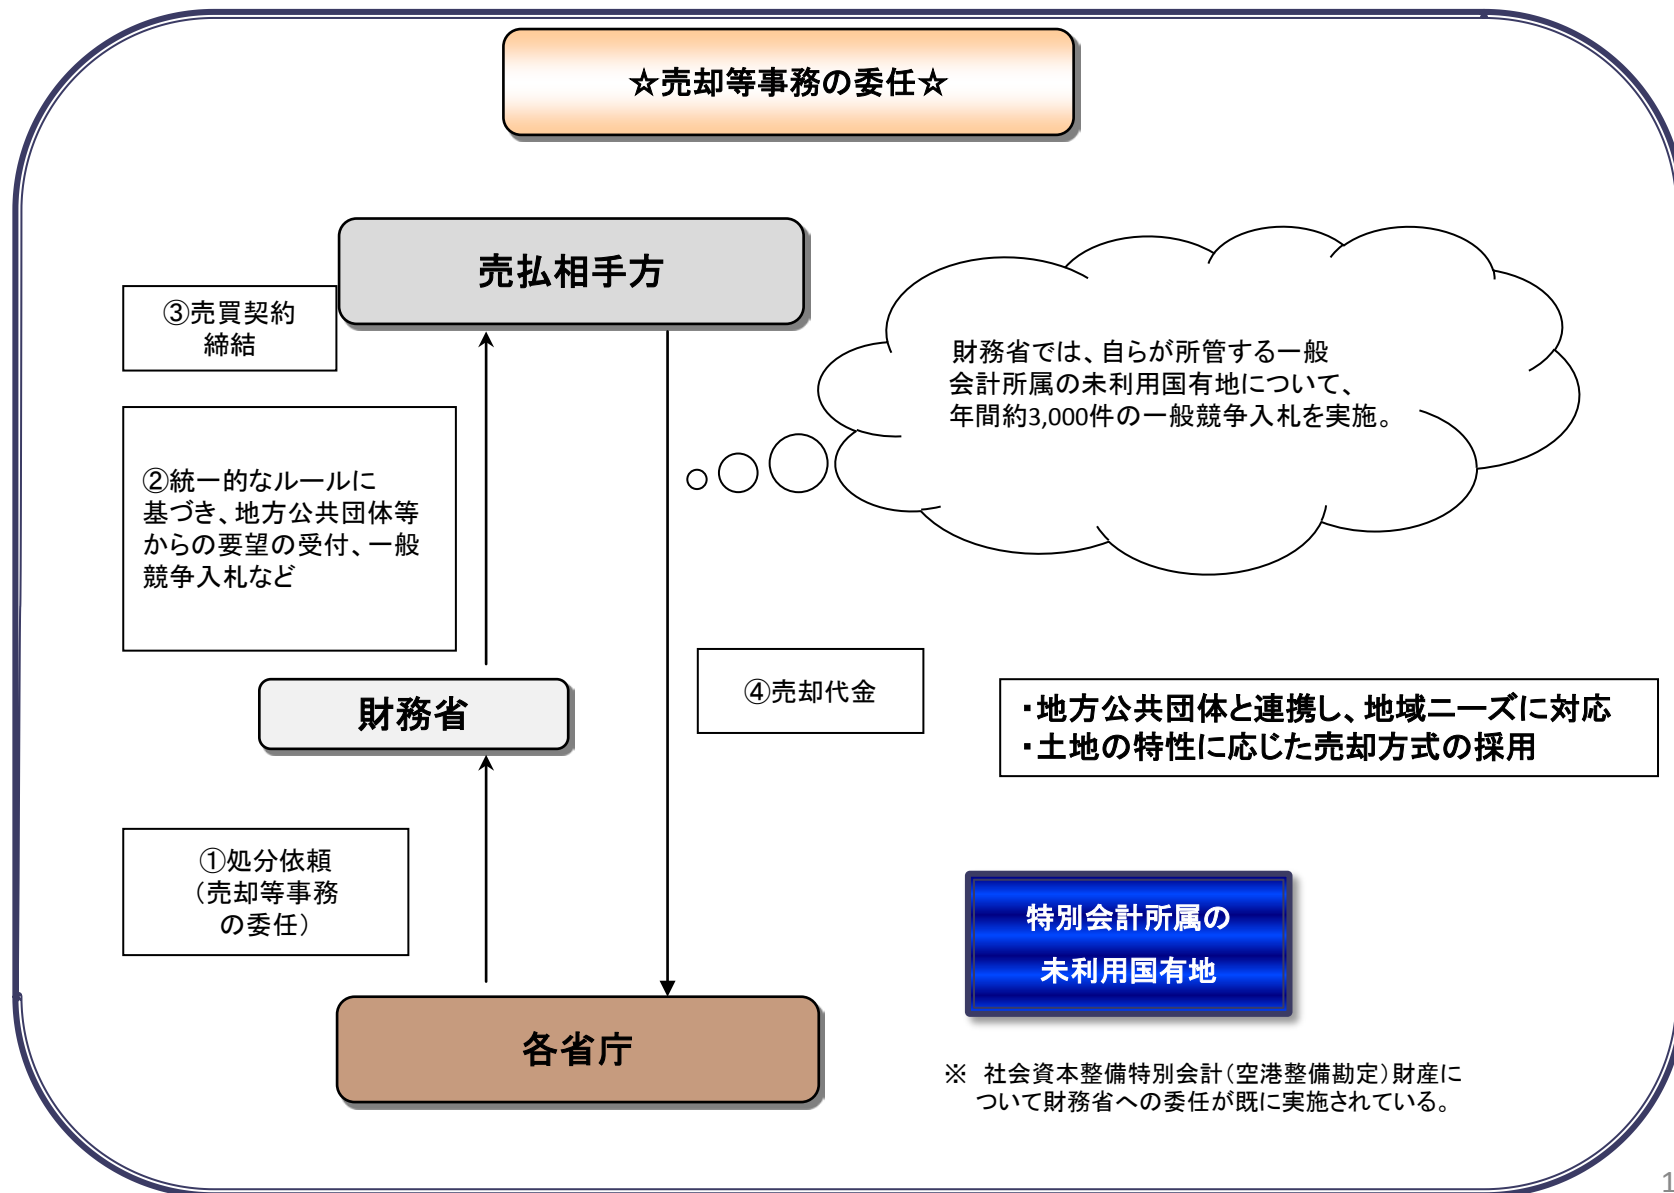 ☆売却等事務の委任☆
売払相手方
③売買契約
締結
財務省では、自らが所管する一般
会計所属の未利用国有地について、
年間約3,000件の一般競争入札を実施。
②統一的なルールに
基づき、地方公共団体等
からの要望の受付、一般
競争入札など
④売却代金
財務省
・地方公共団体と連携し、地域ニーズに対応
・土地の特性に応じた売却方式の採用
①処分依頼
（売却等事務
の委任）
特別会計所属の
未利用国有地
各省庁
※ 社会資本整備特別会計（空港整備勘定）財産に
ついて財務省への委任が既に実施されている。
1